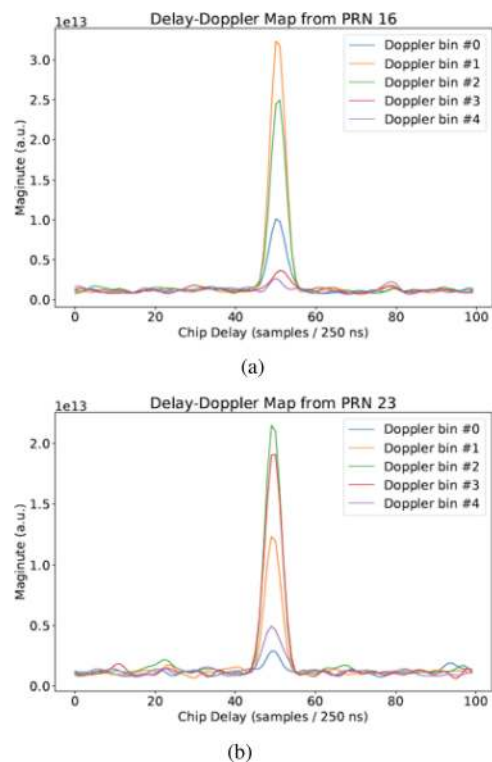 Delay-Doppler Map from PRN 16
1e13
3.0
2.5
2.0
1.5
1.0
0.5
0.0
Maginute (a.u.)
Doppler bin #0
Doppler bin #1
Doppler bin #2
Doppler bin #3
Doppler bin #4
0 20 40 60 80 100
Chip Delay (samples / 250 ns)
(a)
Delay-Doppler Map from PRN 23
1e13
2.0
1.5
1.0
0.5
0.0
Maginute (a.u.)
Doppler bin #0
Doppler bin #1
Doppler bin #2
Doppler bin #3
Doppler bin #4
0 20 40 60 80 100
Chip Delay (samples / 250 ns)
(b)